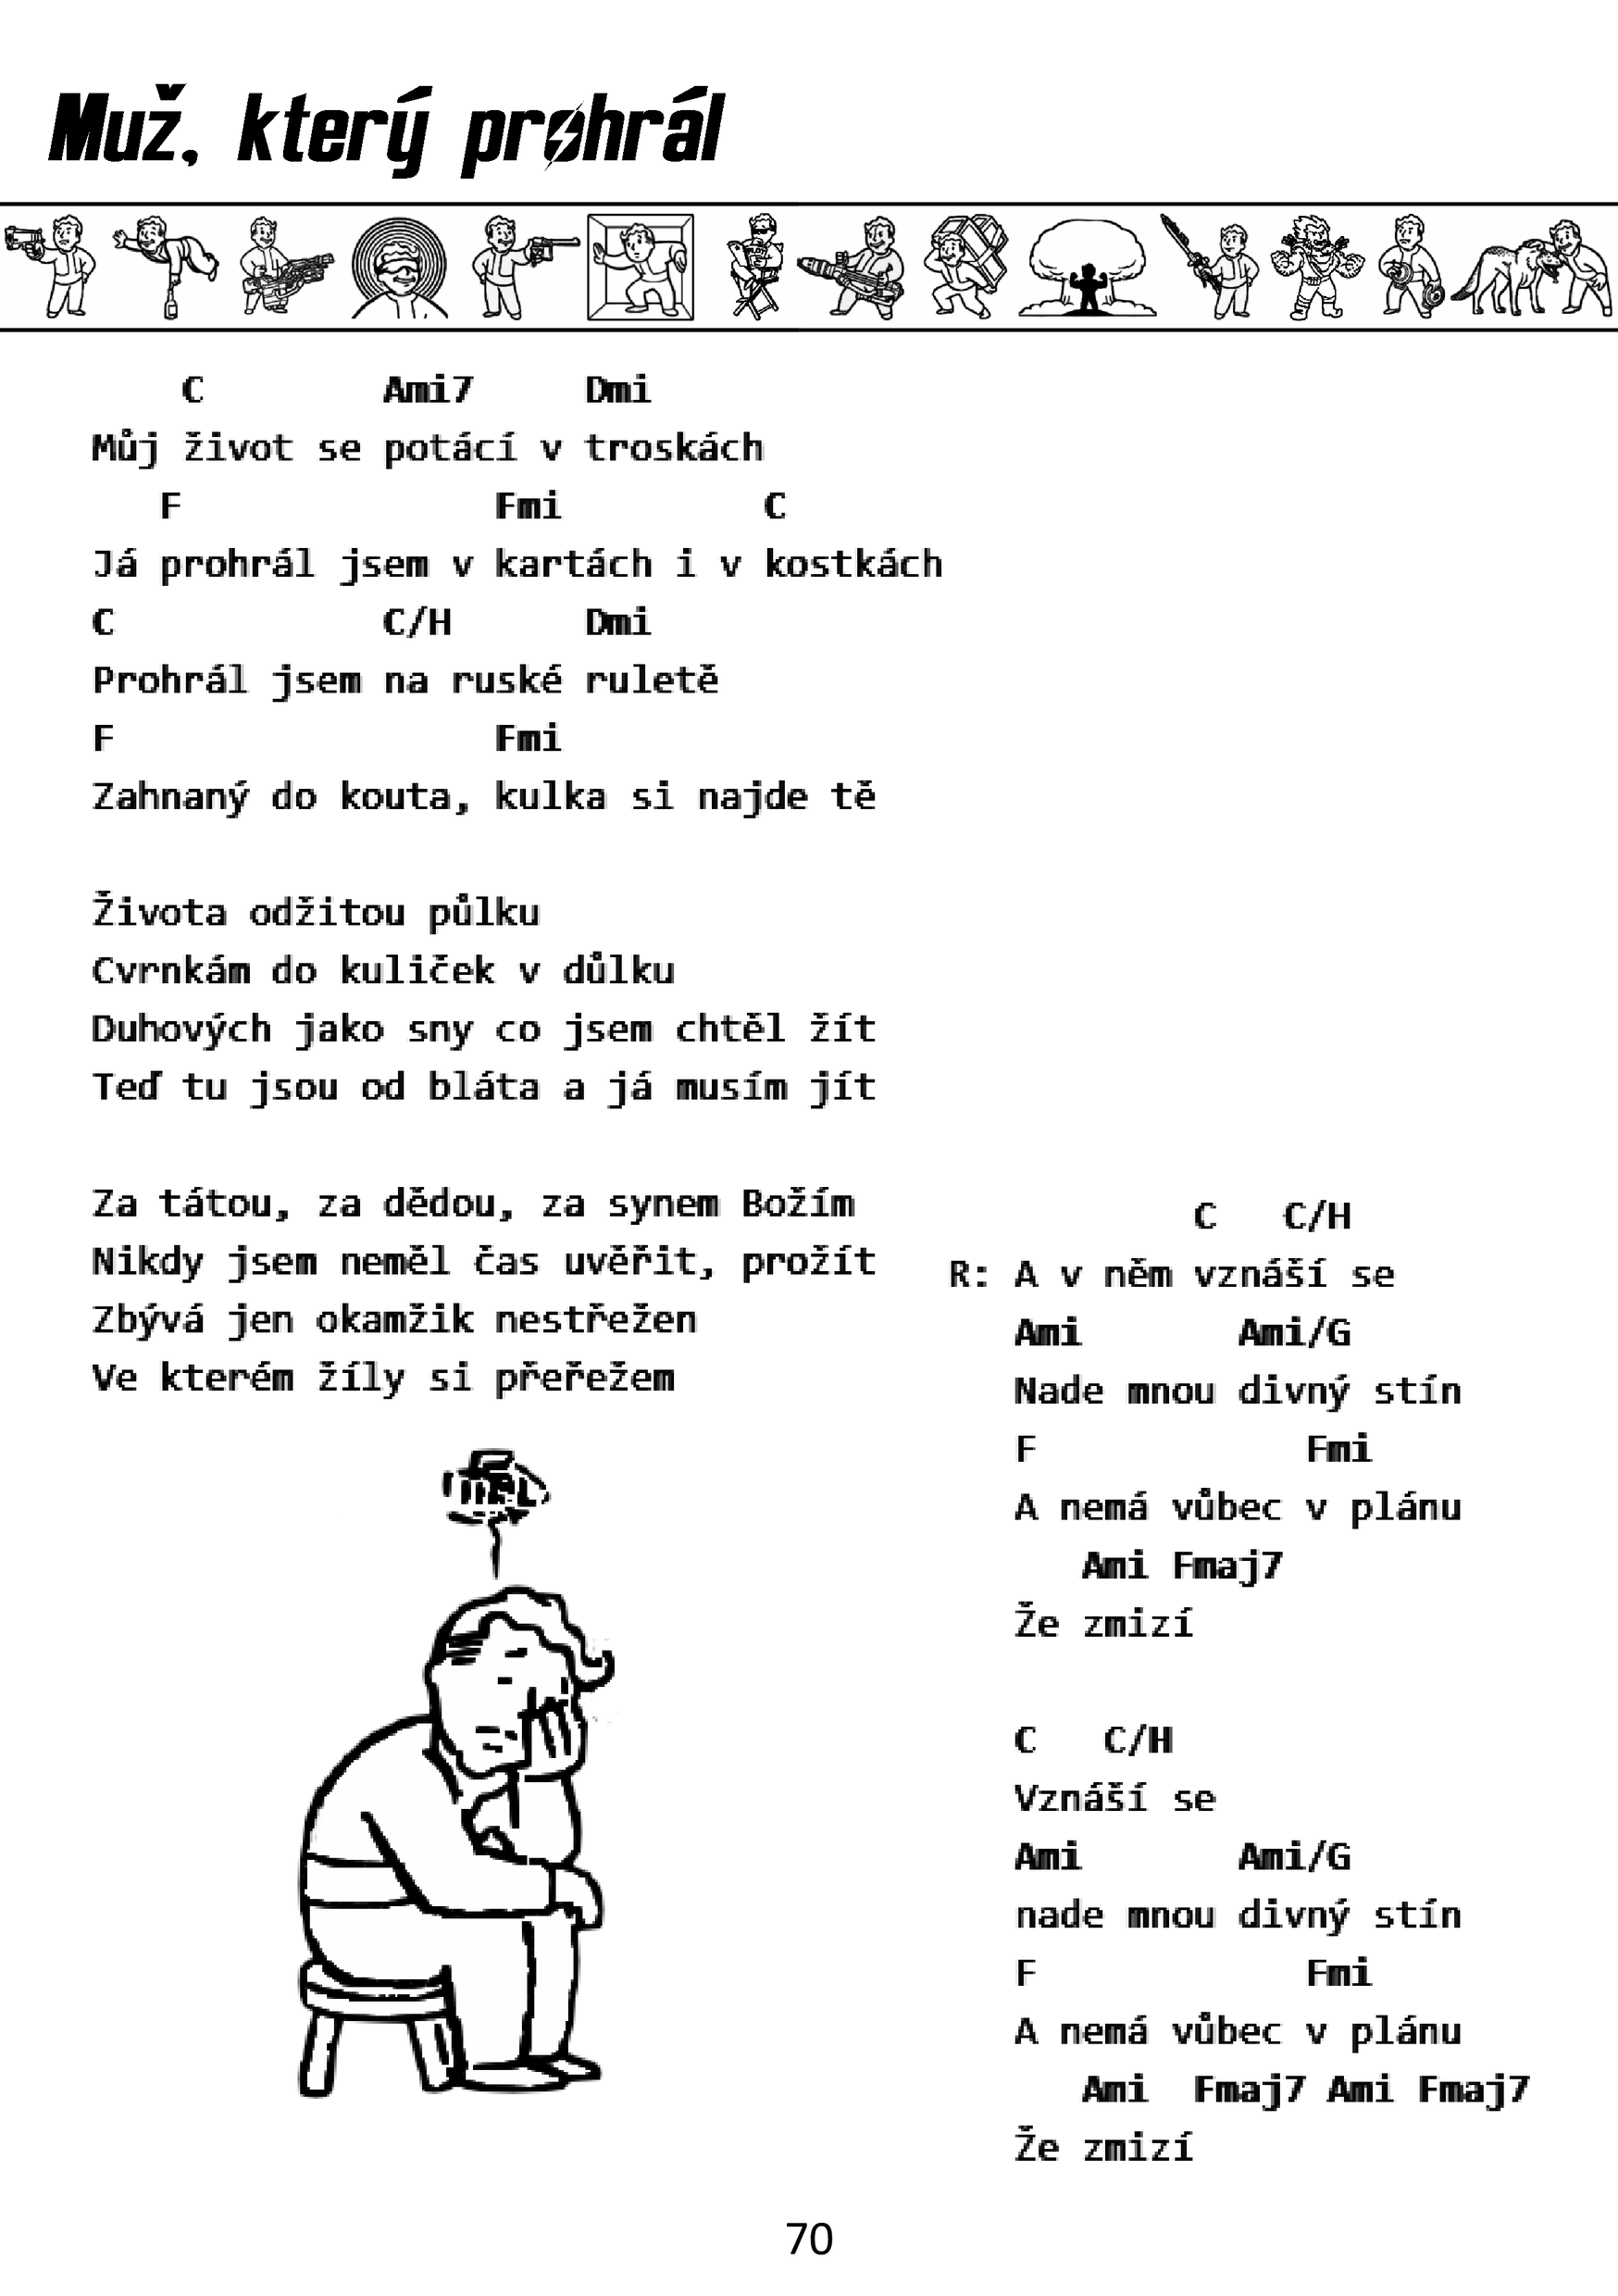 Muž, který prohrál
C Ami7 Dmi
Můj život se potácí v troskách
F Fmi C
Já prohrál jsem v kartách i v kostkách
C C/H Dmi
Prohrál jsem na ruské ruletě
F Fmi
Zahnaný do kouta, kulka si najde tě
Života odžitou půlku
Cvrnkám do kuliček v důlku
Duhových jako sny co jsem chtěl žít
Teď tu jsou od bláta a já musím jít
Za tátou, za dědou, za synem Božím
Nikdy jsem neměl čas uvěřit, prožít
Zbývá jen okamžik nestřežen
Ve kterém žíly si přeřežem
C C/H
R: A v něm vznáší se
Ami Ami/G
Nade mnou divný stín
F Fmi
A nemá vůbec v plánu
Ami Fmaj7
Že zmizí
C C/H
Vznáší se
Ami Ami/G
nade mnou divný stín
F Fmi
A nemá vůbec v plánu
Ami Fmaj7 Ami Fmaj7
Že zmizí
70